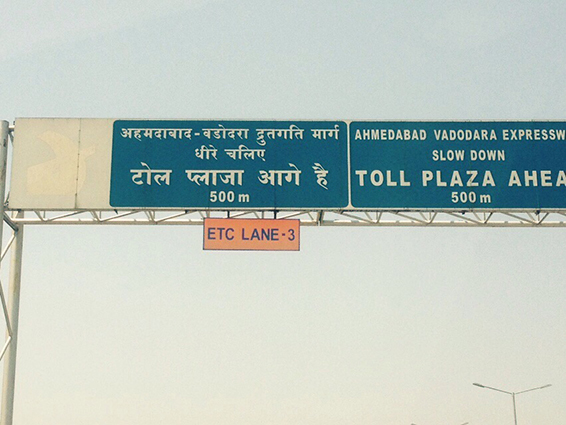 अहमदाबाद - वडोदरा द्रुतगति मार्ग
धीरे चलिए
टोल प्लाजा आगे है
500 m
AHMEDABAD VADODARA EXPRESSW
SLOW DOWN
TOLL PLAZA AHEA
500 m
ETC LANE-3